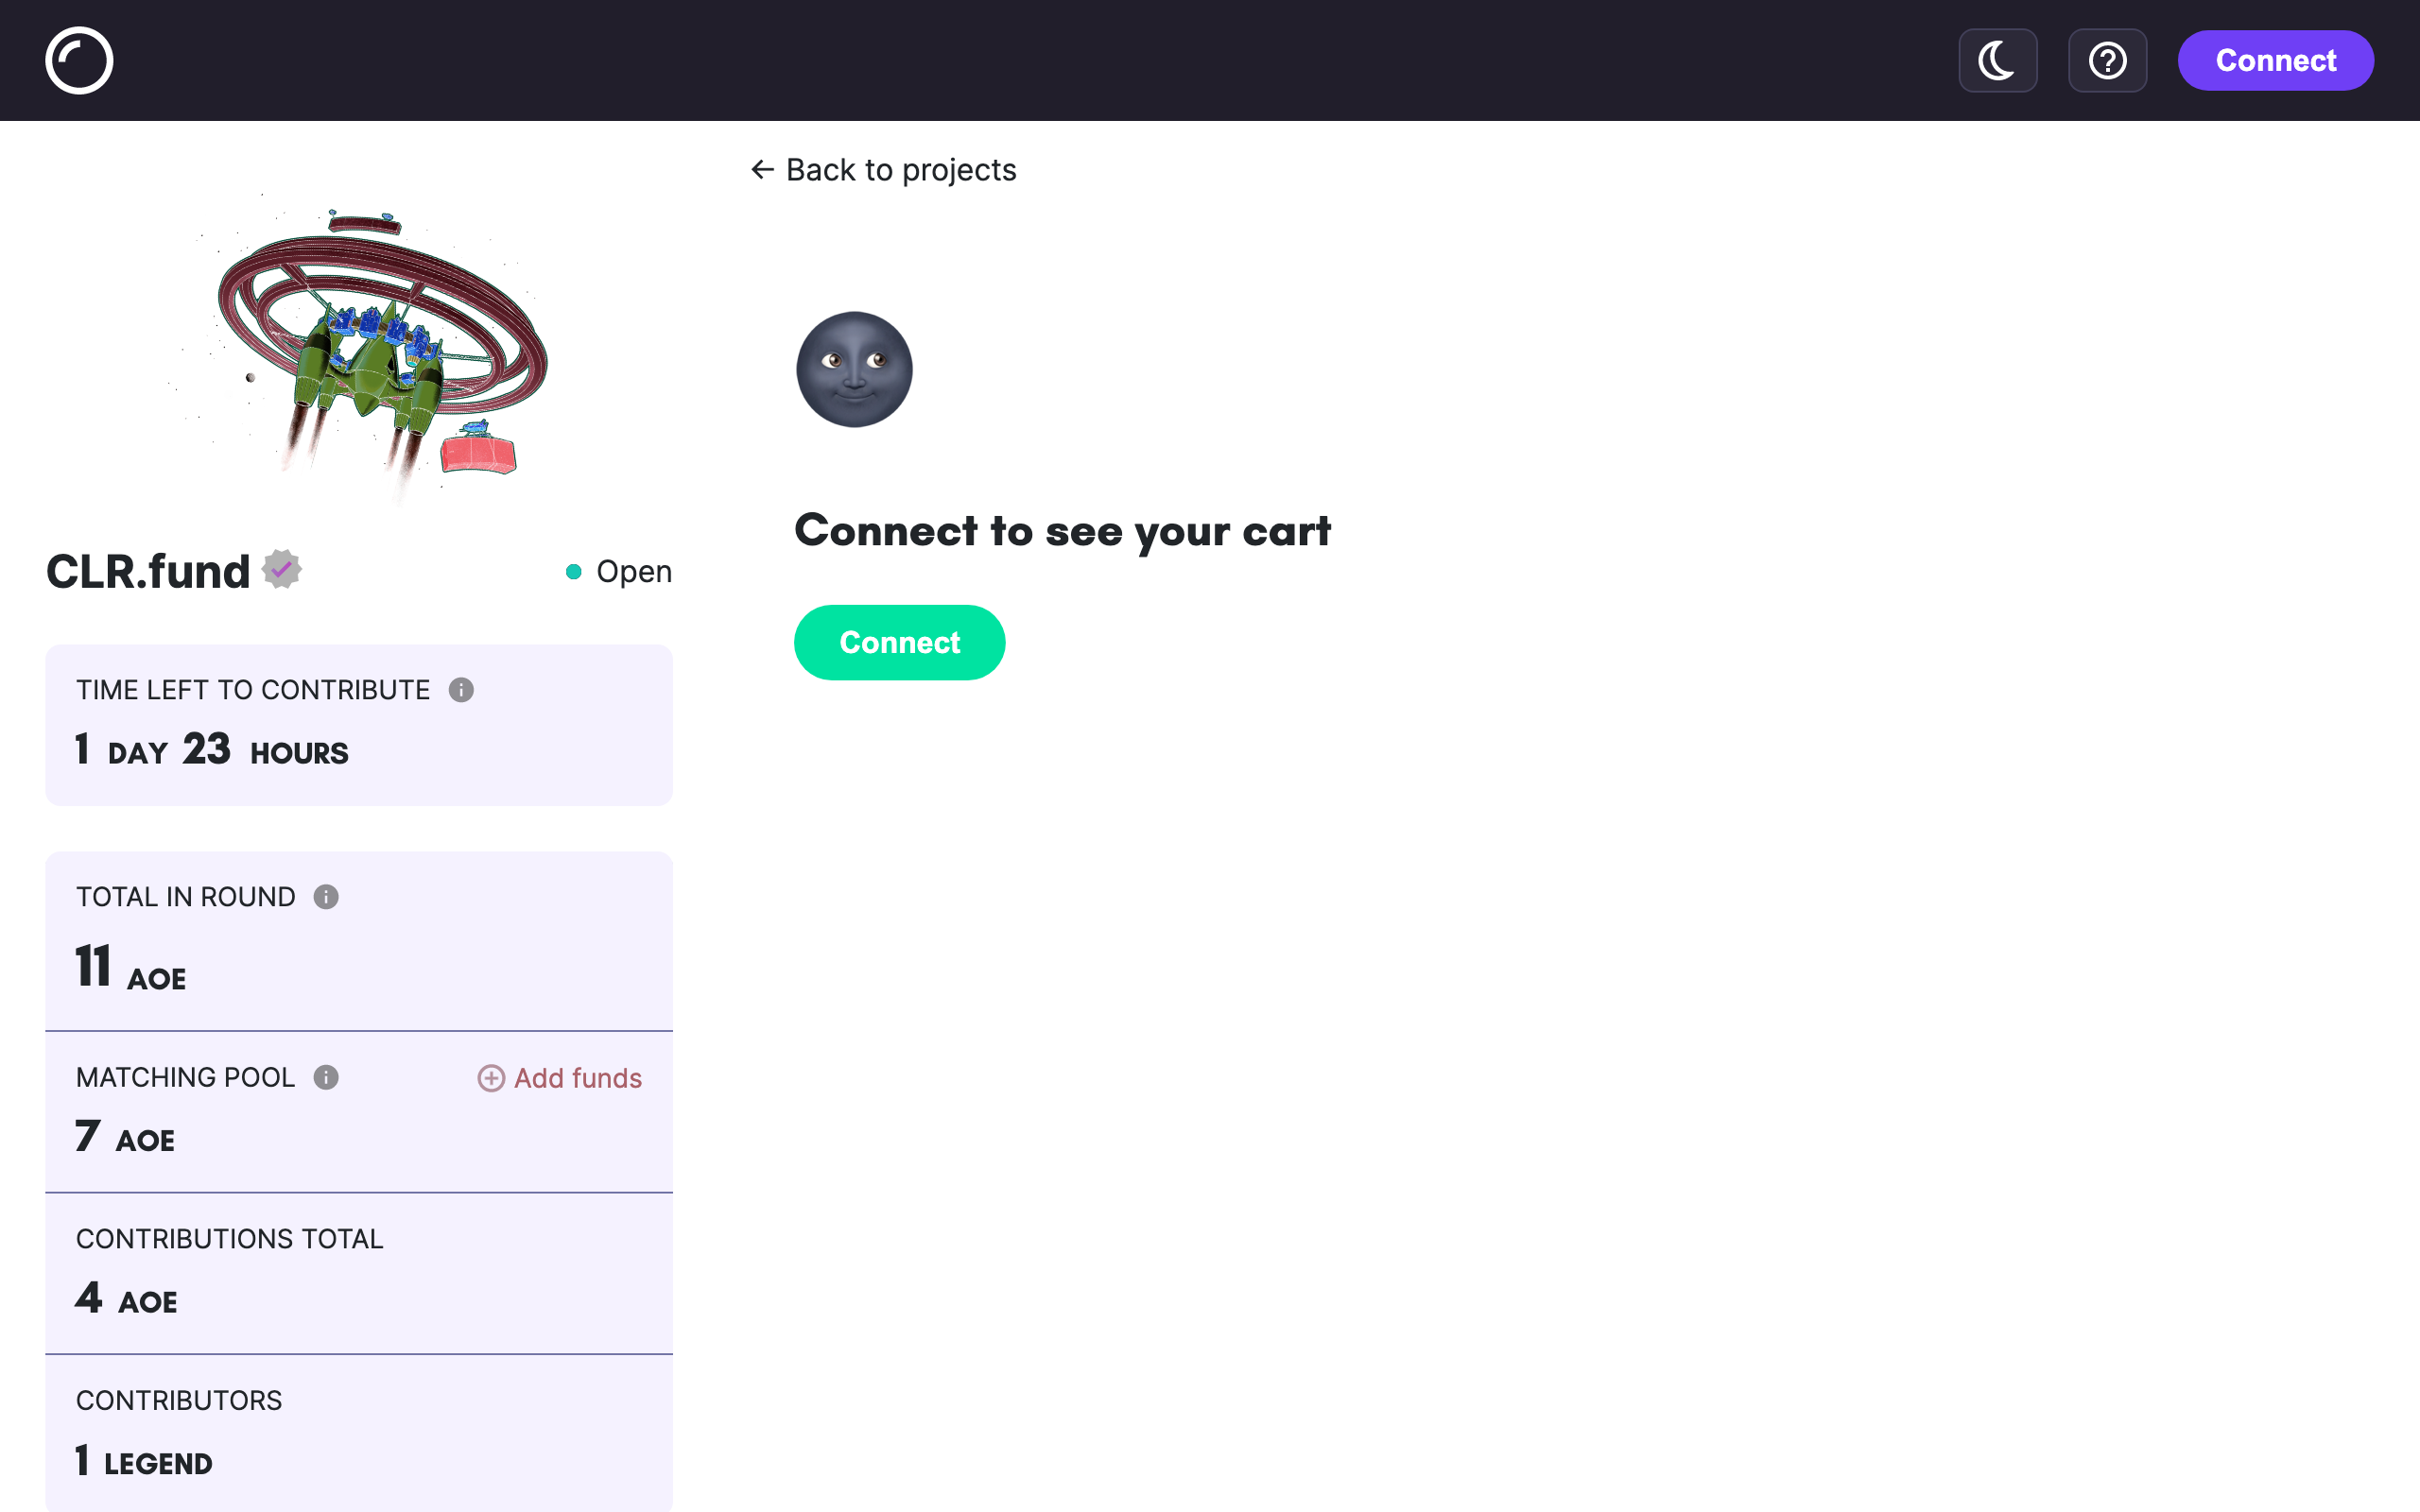 Connect
← Back to projects
Connect to see your cart
Connect
CLR.fund
Open
TIME LEFT TO CONTRIBUTE
1 DAY 23 HOURS
TOTAL IN ROUND
11 AOE
MATCHING POOL
Add funds
7 AOE
CONTRIBUTIONS TOTAL
4 AOE
CONTRIBUTORS
1 LEGEND